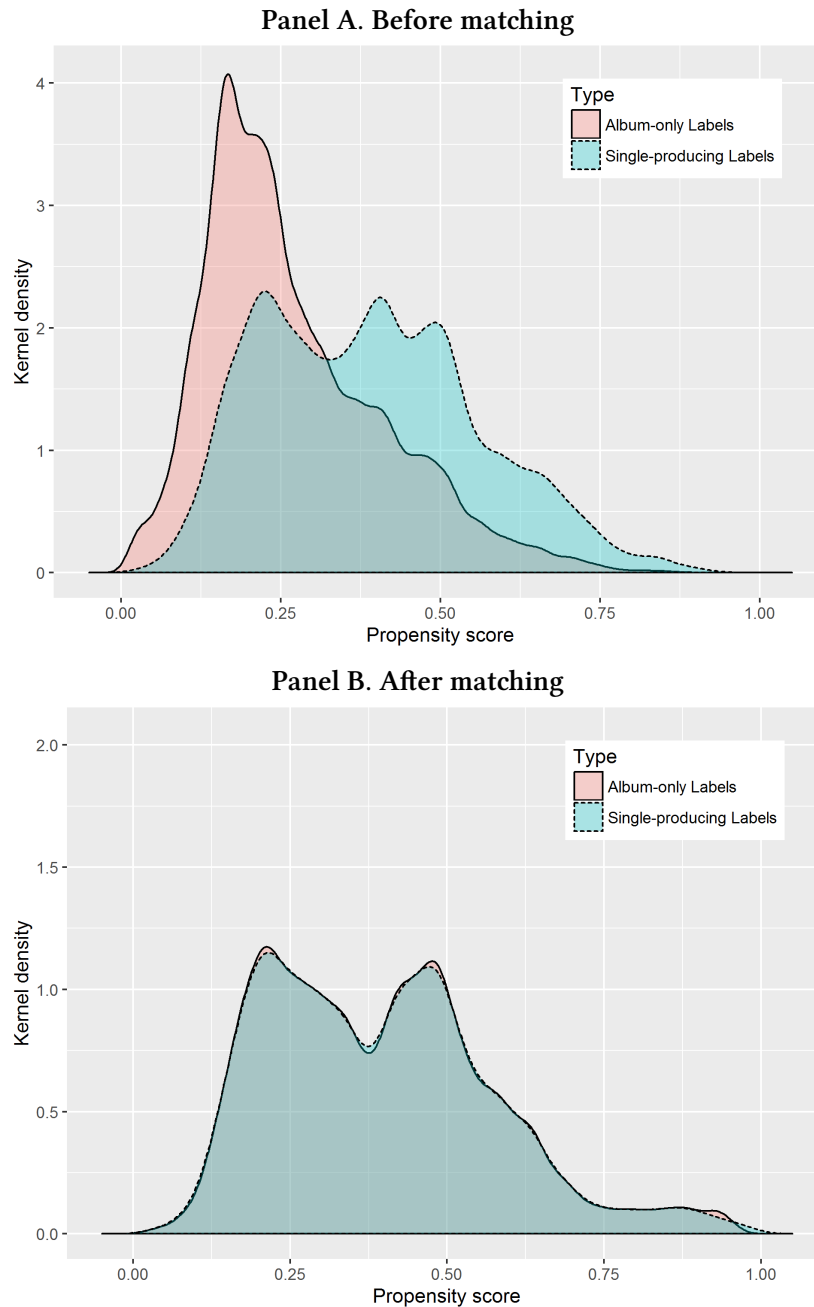 Panel A. Before matching
Type
Album-only Labels
Single-producing Labels
4
3
2
1
0
Kernel density
0.00 0.25 0.50 0.75 1.00
Propensity score
Panel B. After matching
Type
Album-only Labels
Single-producing Labels
2.0
1.5
1.0
0.5
0.0
Kernel density
0.00 0.25 0.50 0.75 1.00
Propensity score